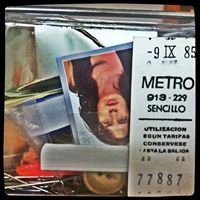 -9 IX 85
METRO
913-229
SENCILLO
UTILIZACION
SEGUN TARIFAS
CONSERVESE
HASTA LA SALIDA
77887